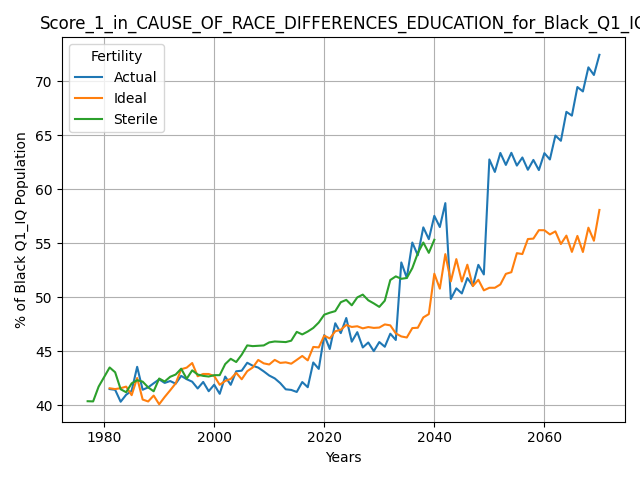 Score_1_in_CAUSE_OF_RACE_DIFFERENCES_EDUCATION_for_Black_Q1_IQ
Fertility
Actual
Ideal
Sterile
% of Black Q1_IQ Population
70
65
60
55
50
45
40
1980 2000 2020 2040 2060
Years